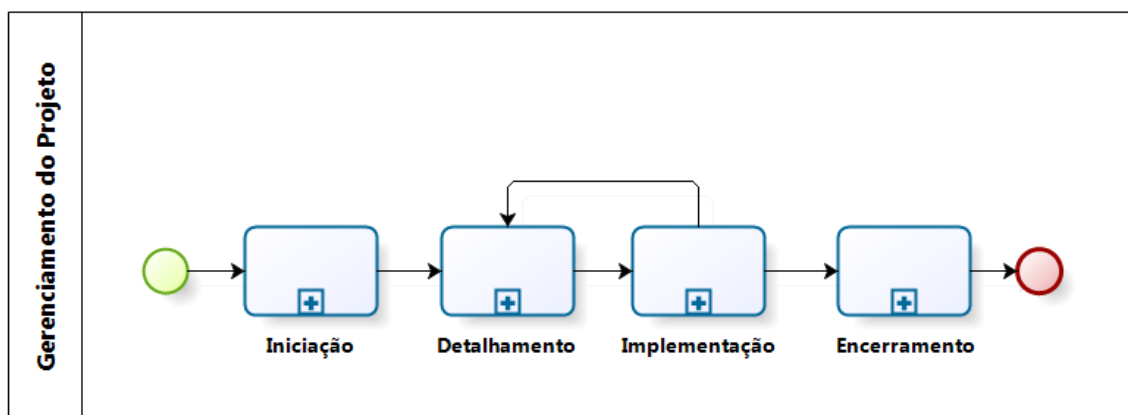 Gerenciamento do Projeto
Iniciação
Detalhamento
Implementação
Encerramento